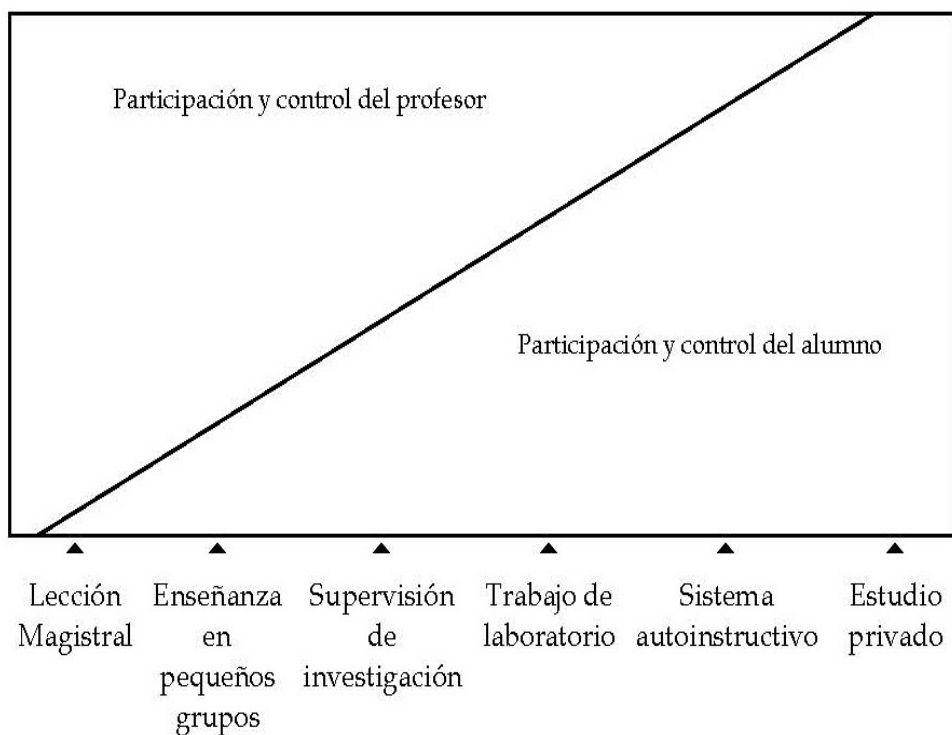 Participación y control del profesor
Participación y control del alumno
Lección
Magistral
Enseñanza
en
pequeños
grupos
Supervisión
de
investigación
Trabajo de
laboratorio
Sistema
autoinstructivo
Estudio
privado